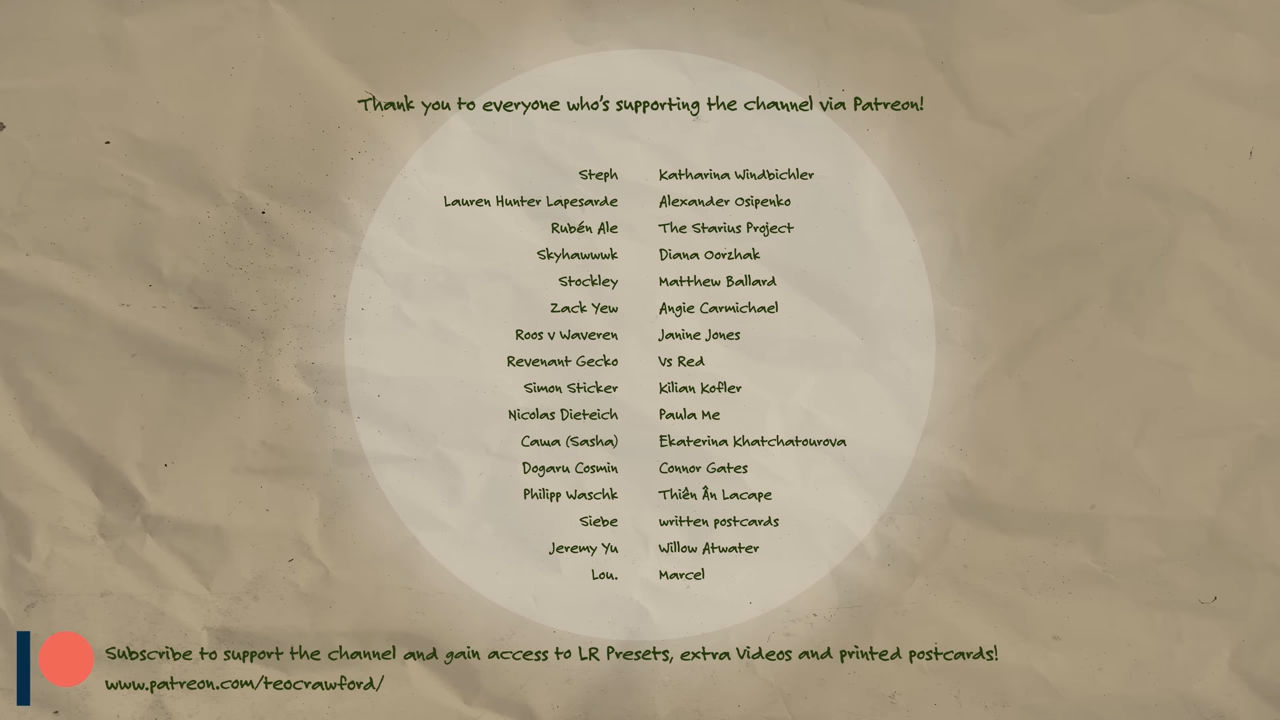 Thank you to everyone who's supporting the channel via Patreon!
Steph Katharina Windbichler
Lauren Hunter Lapesarde Alexander Osipenko
Rubén Ale The Starius Project
Skyhawwwk Diana Oorzhak
Stockley Matthew Ballard
Zack Yew Angie Carmichael
Roos v Waveren Janine Jones
Revenant Gecko Vs Red
Simon Sticker Kilian Kofler
Nicolas Dieteich Paula Me
Саша (Sasha) Ekaterina Khatchatourova
Dogaru Cosmin Connor Gates
Philipp Waschk Thiên Ân Lacape
Siebe written postcards
Jeremy Yu Willow Atwater
Lou. Marcel
Subscribe to support the channel and gain access to LR Presets, extra Videos and printed postcards!
www.patreon.com/teocrawford/